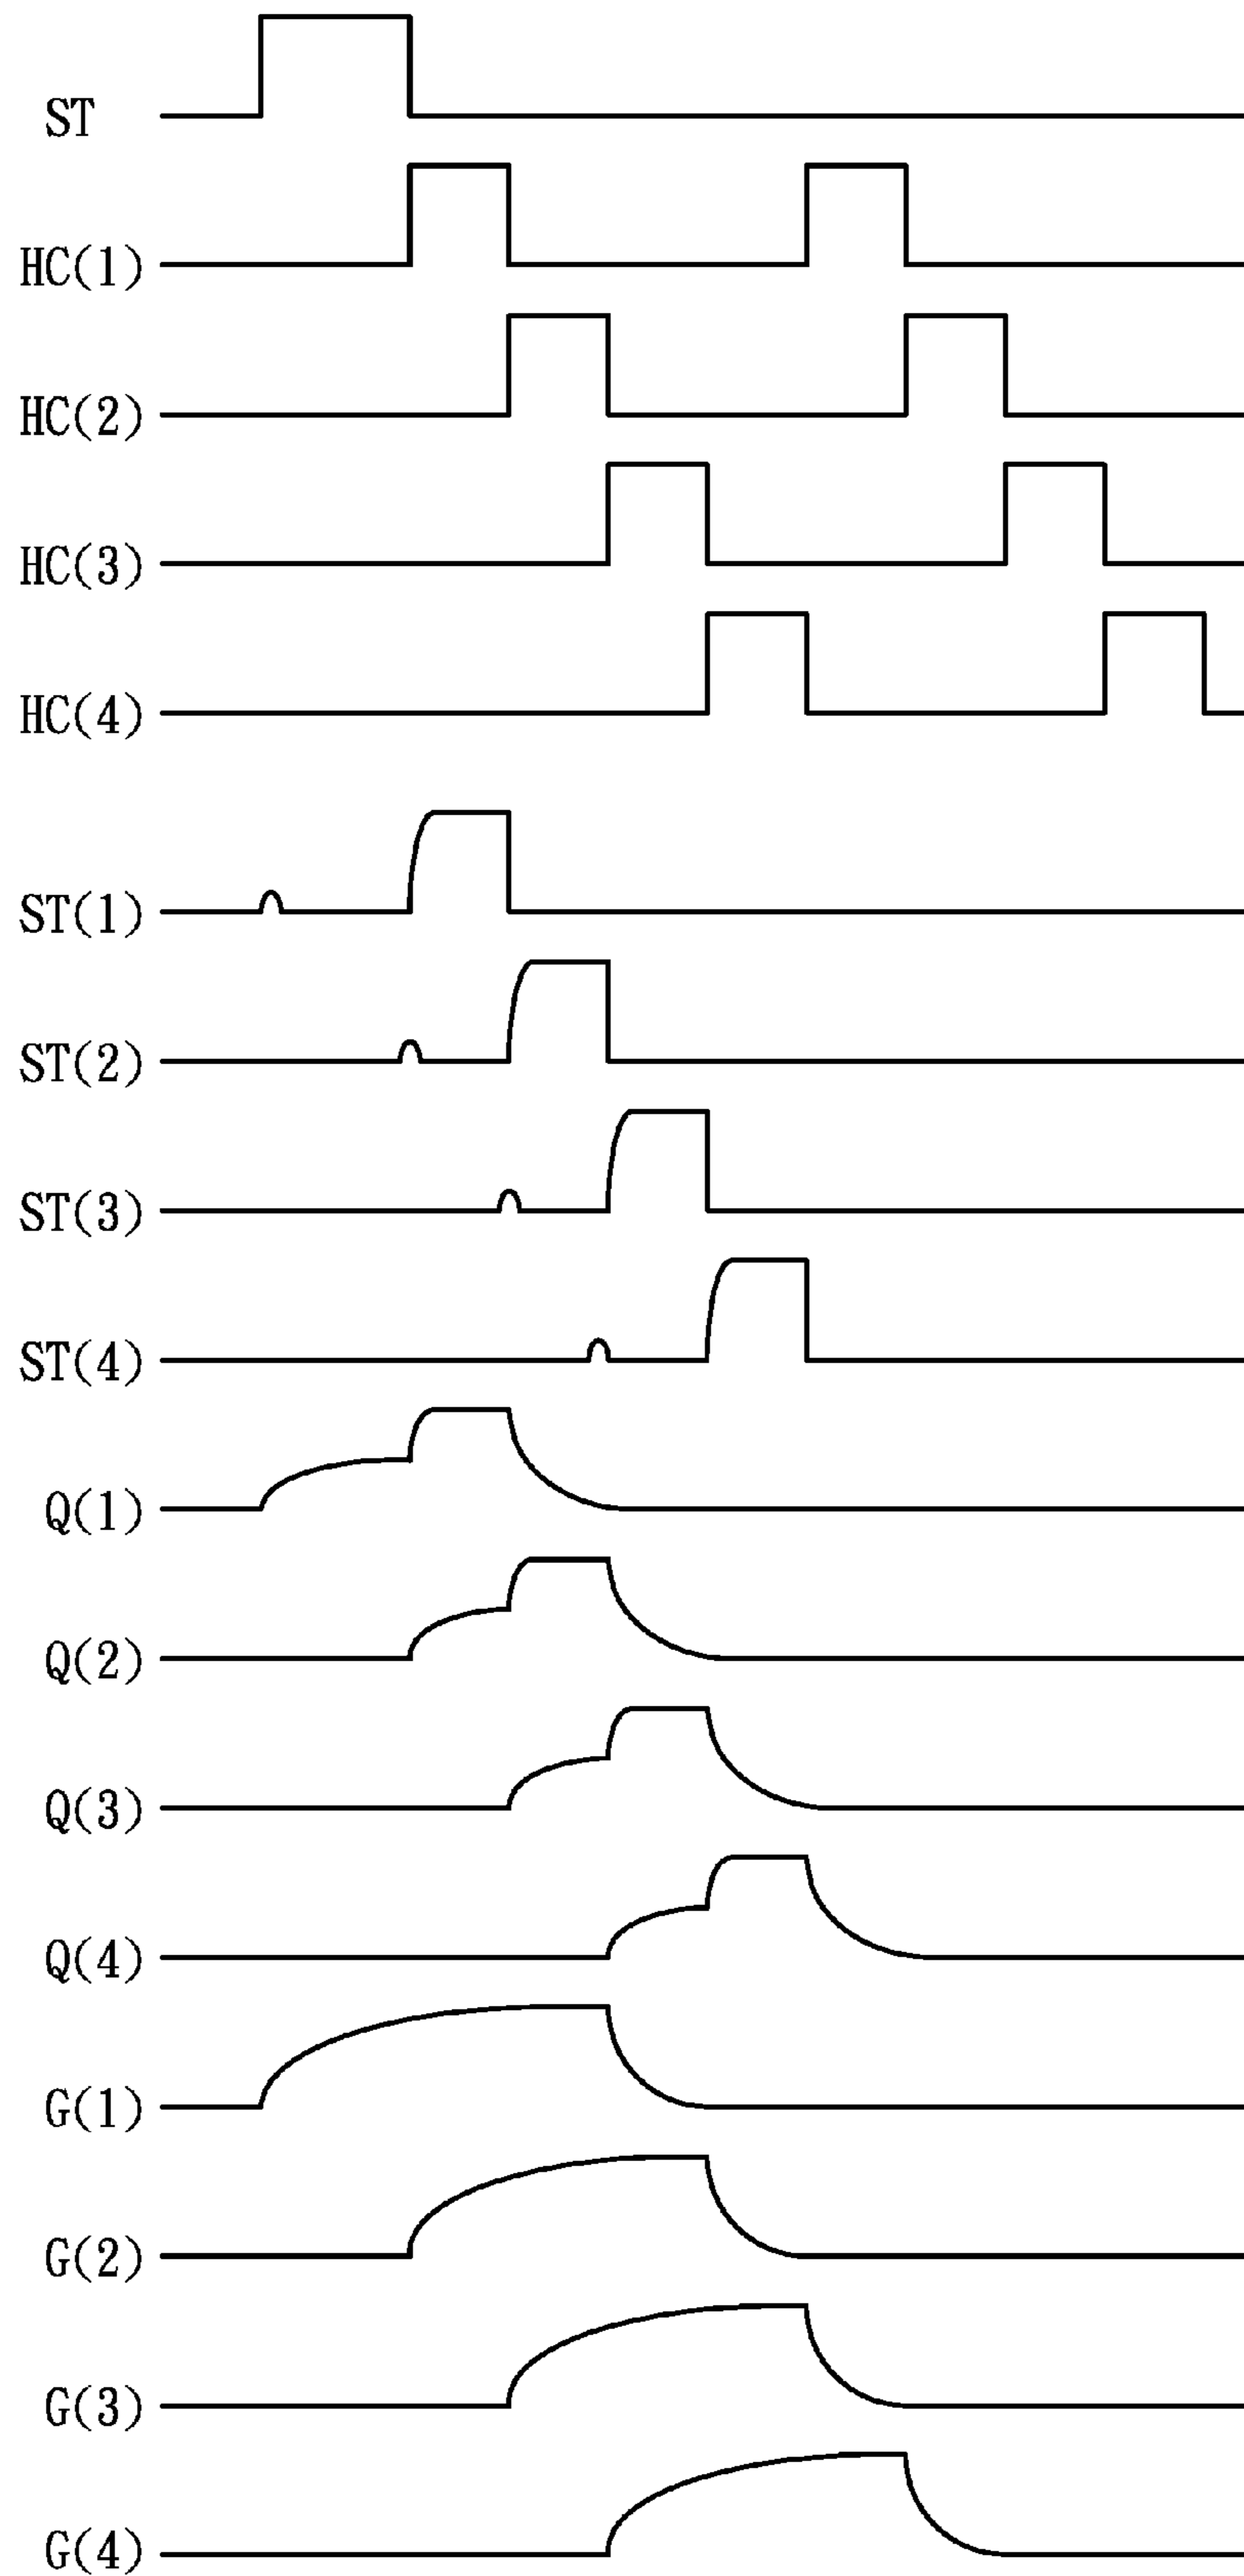 ST
HC(1)
HC(2)
HC(3)
HC(4)
ST(1)
ST(2)
ST(3)
ST(4)
Q(1)
Q(2)
Q(3)
Q(4)
G(1)
G(2)
G(3)
G(4)